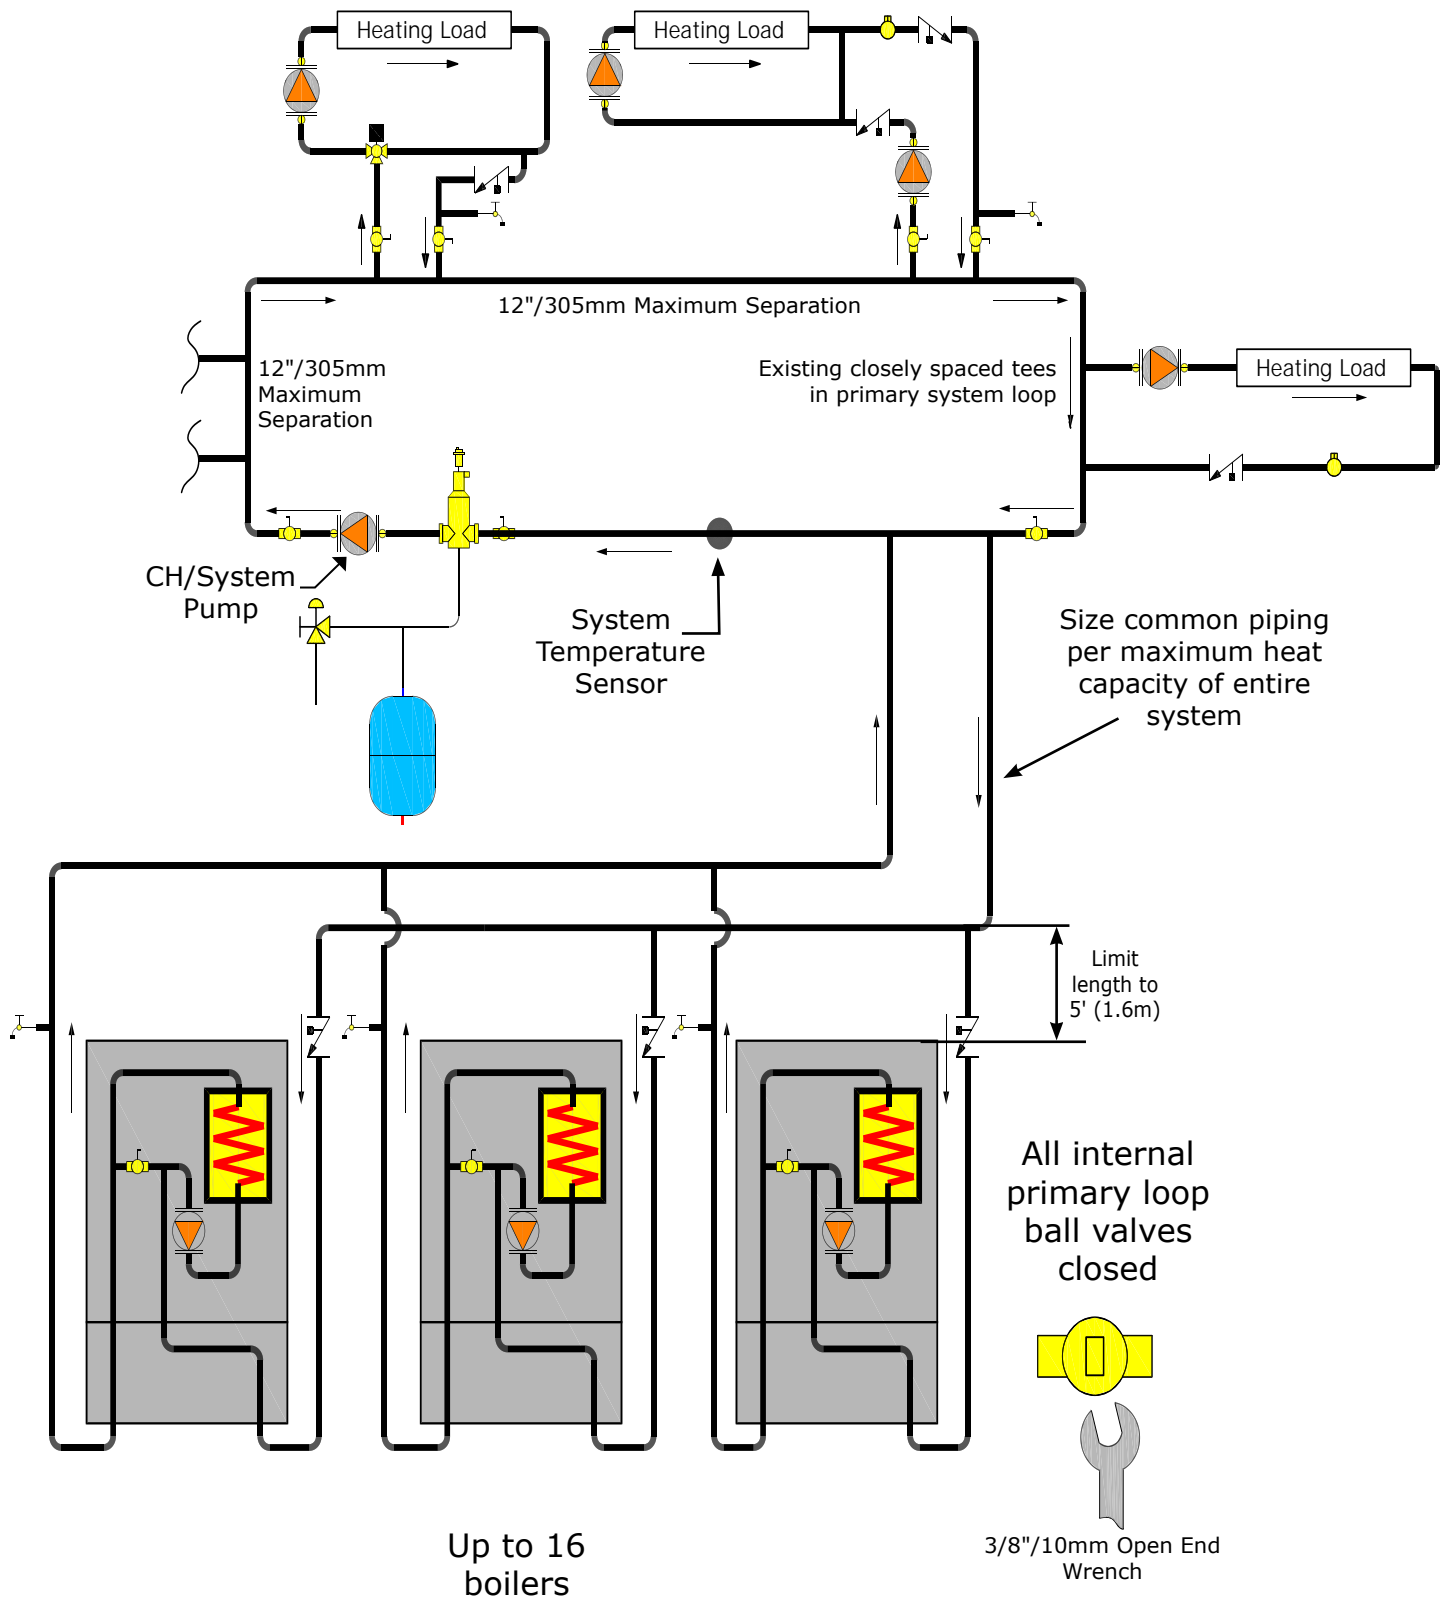 Heating Load
Heating Load
12"/305mm Maximum Separation
12"/305mm
Maximum
Separation
Existing closely spaced tees
in primary system loop
Heating Load
CH/System
Pump
System
Temperature
Sensor
Size common piping
per maximum heat
capacity of entire
system
Limit
length to
5' (1.6m)
All internal
primary loop
ball valves
closed
3/8"/10mm Open End
Wrench
Up to 16
boilers